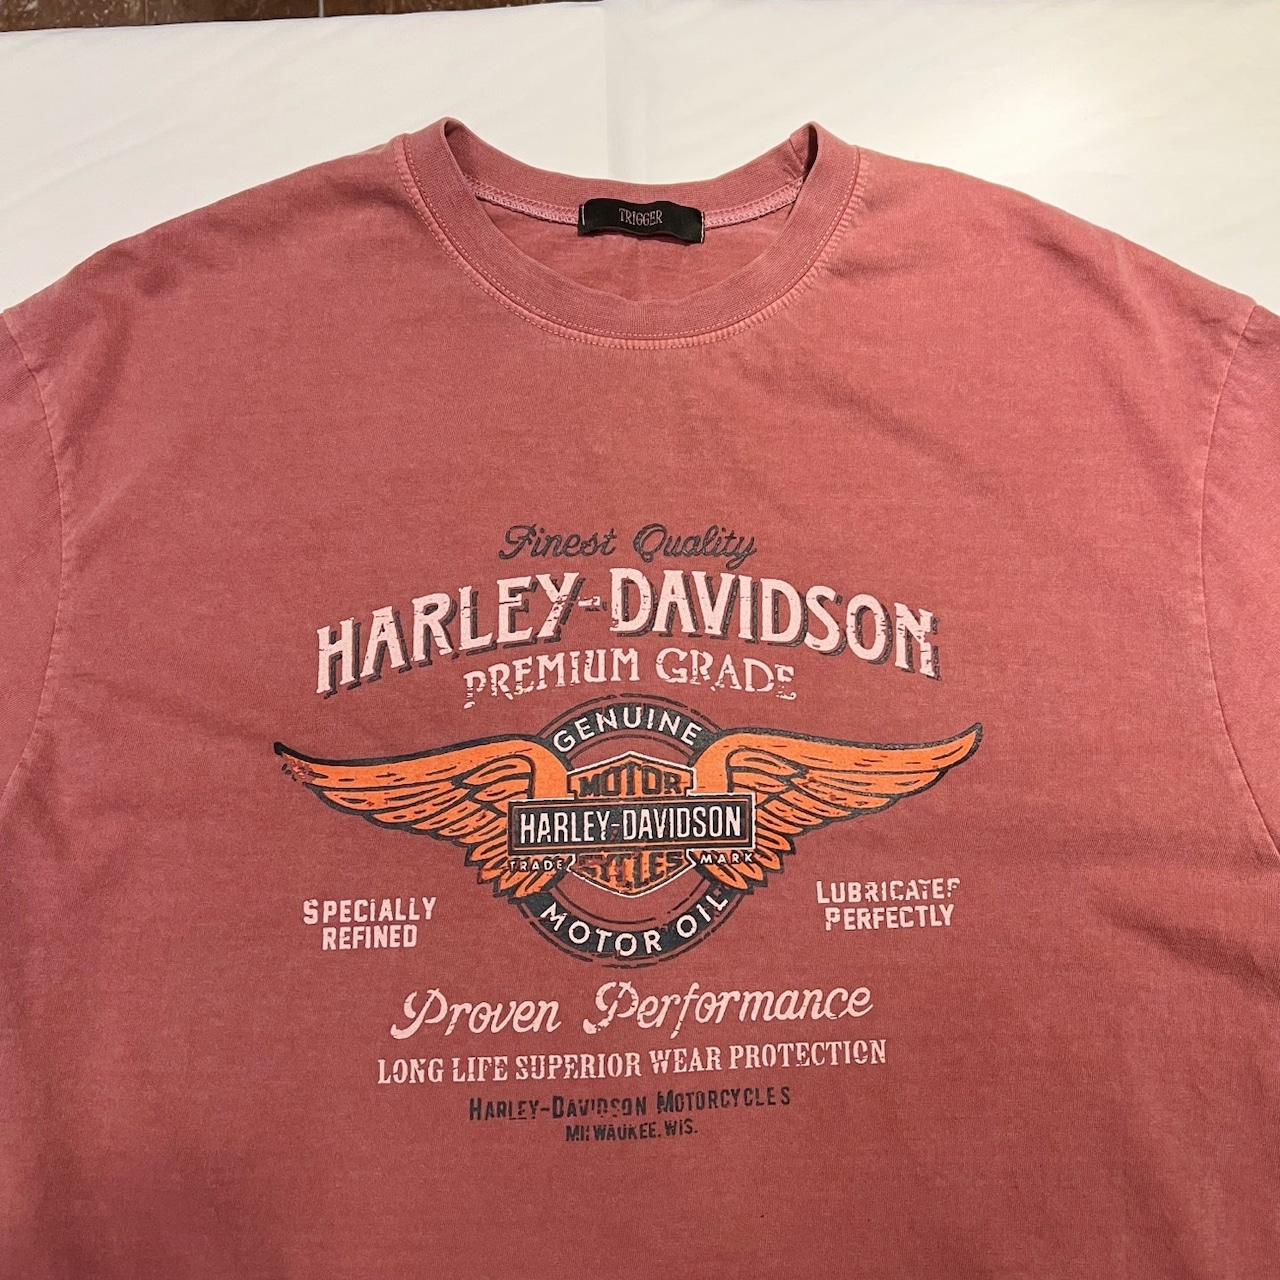 TRIGGER
Finest Quality
HARLEY-DAVIDSON
PREMIUM GRADE
GENUINE
MOTOR
HARLEY-DAVIDSON
TRADE MARK
CYCLES
MOTOR OIL
SPECIALLY
REFINED
LUBRICATES
PERFECTLY
Proven Performance
LONG LIFE SUPERIOR WEAR PROTECTION
HARLEY-DAVIDSON MOTORCYCLES
MILWAUKEE, WIS.